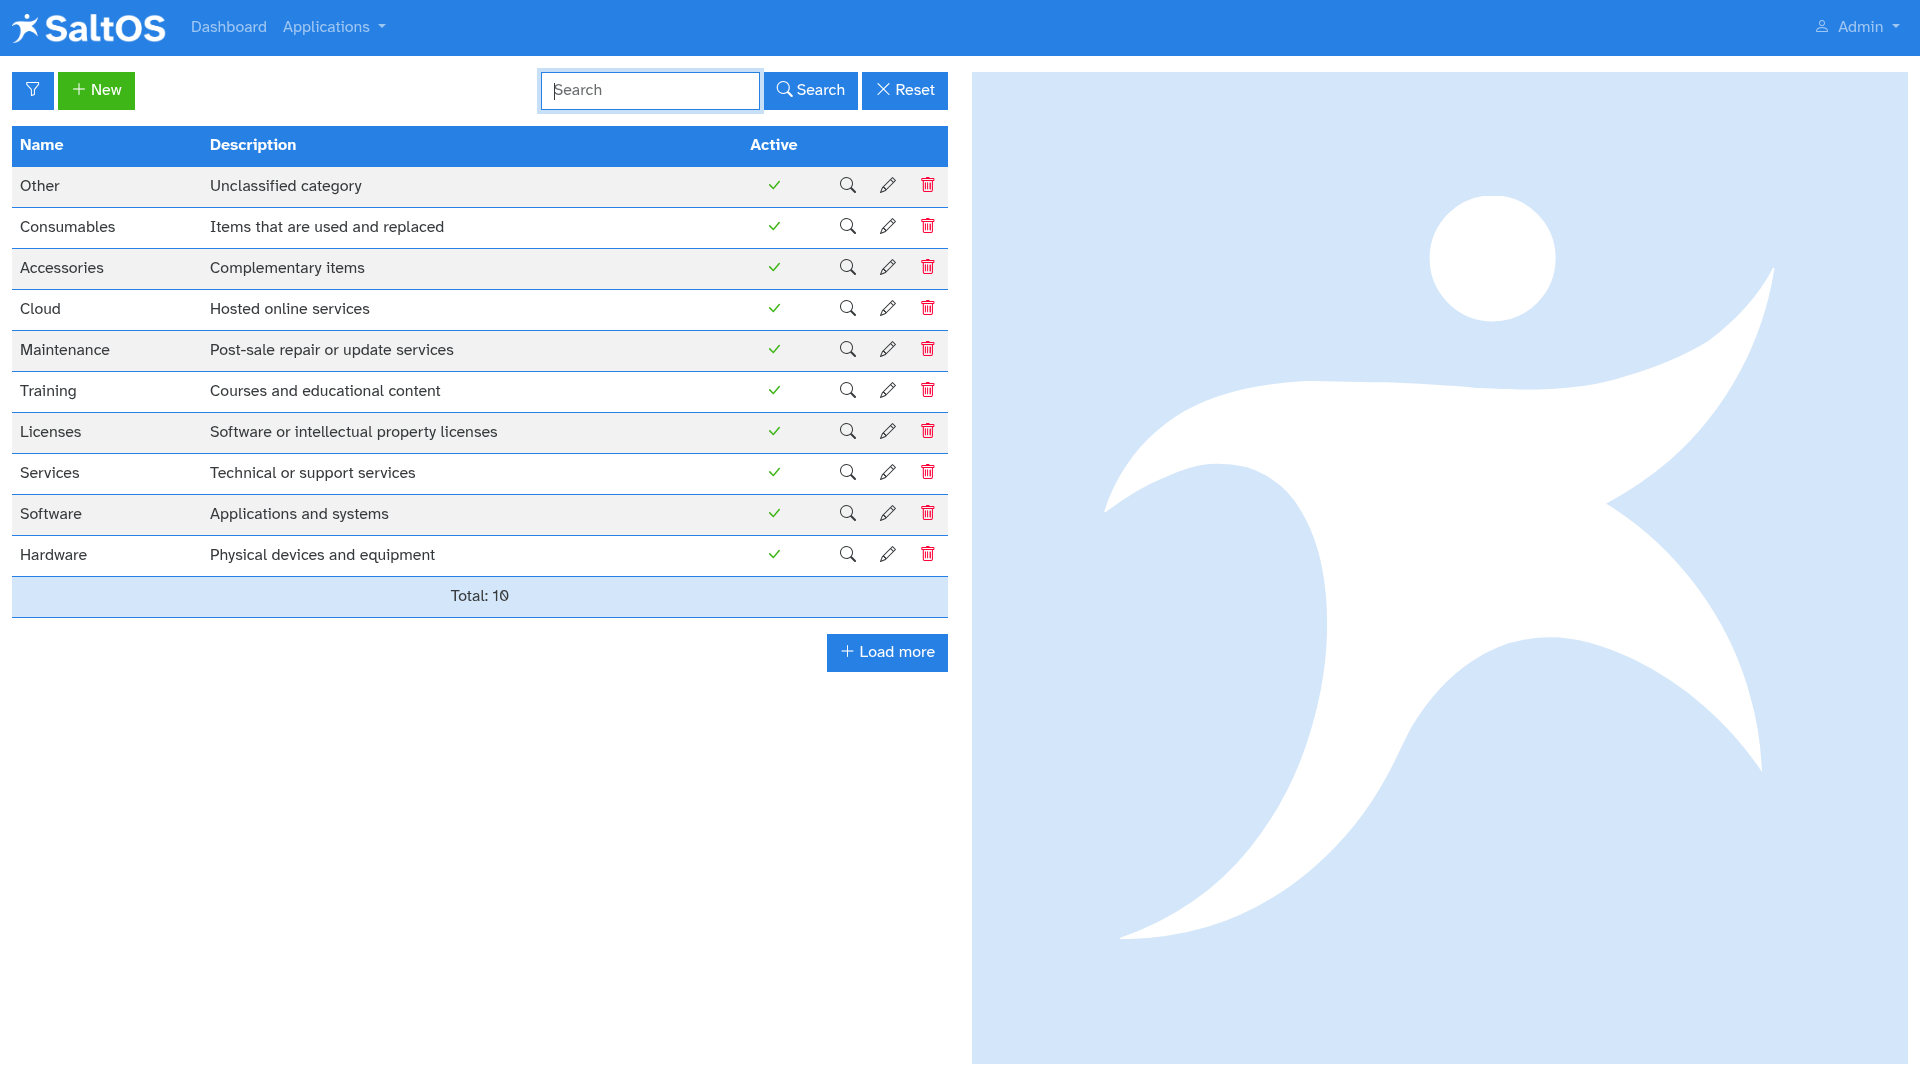 SaltOS Dashboard Applications Admin
New Search Search Reset
Name Description Active
Other Unclassified category
Consumables Items that are used and replaced
Accessories Complementary items
Cloud Hosted online services
Maintenance Post-sale repair or update services
Training Courses and educational content
Licenses Software or intellectual property licenses
Services Technical or support services
Software Applications and systems
Hardware Physical devices and equipment
Total: 10
Load more